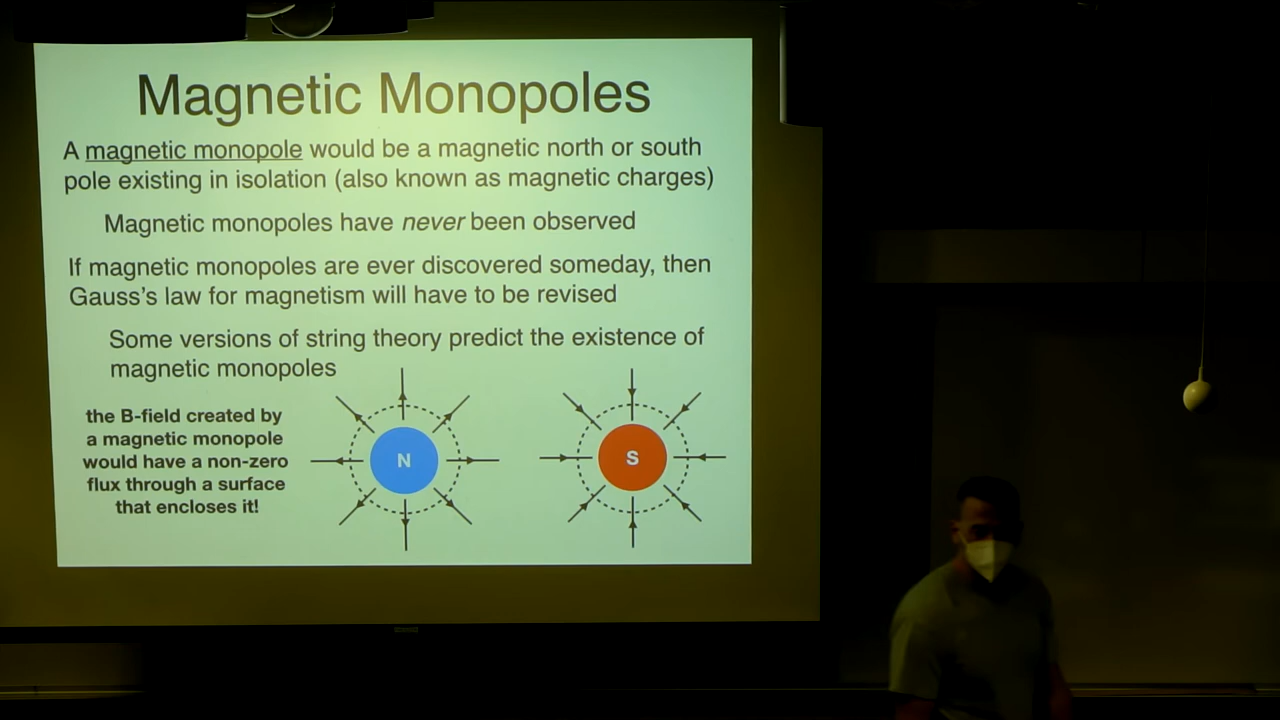 Magnetic Monopoles
A magnetic monopole would be a magnetic north or south
pole existing in isolation (also known as magnetic charges)
Magnetic monopoles have never been observed
If magnetic monopoles are ever discovered someday, then
Gauss's law for magnetism will have to be revised
Some versions of string theory predict the existence of
magnetic monopoles
the B-field created by
a magnetic monopole
would have a non-zero
flux through a surface
that encloses it!
N
S